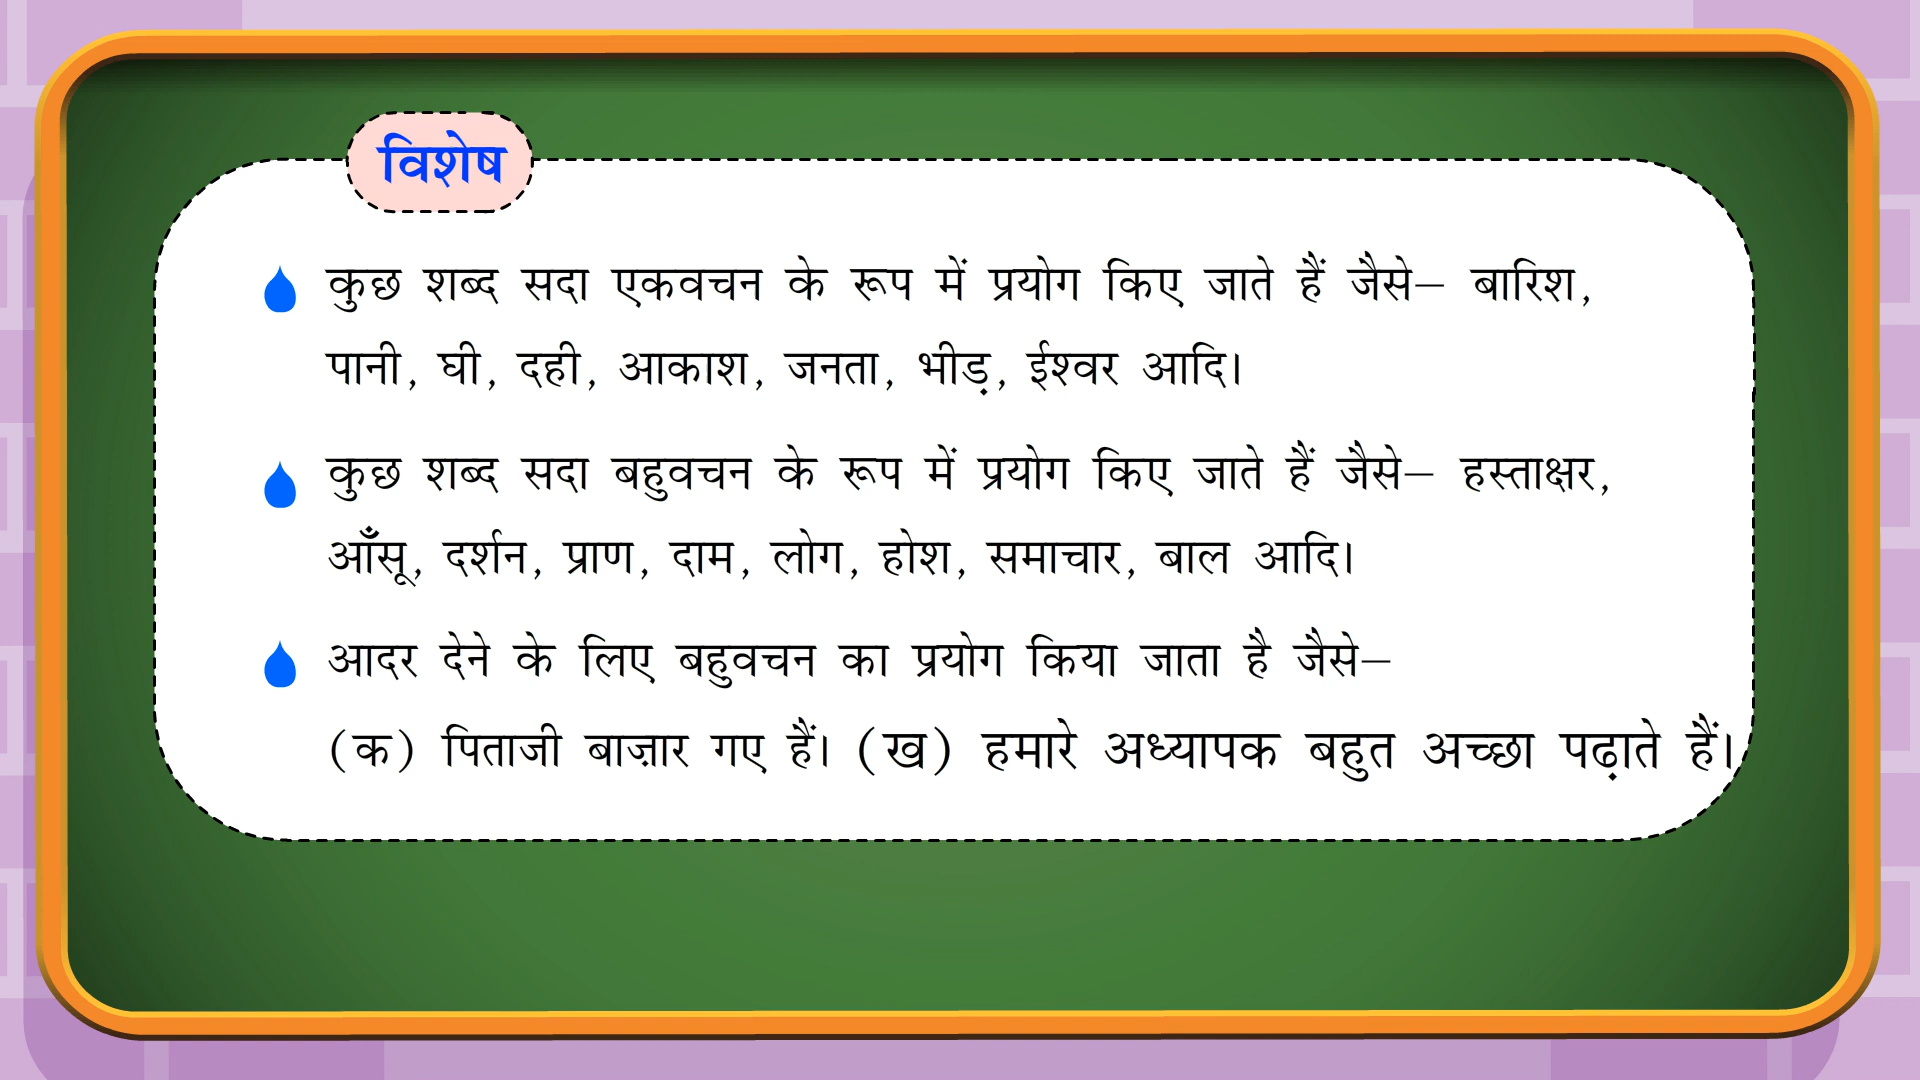 विशेष
कुछ शब्द सदा एकवचन के रूप में प्रयोग किए जाते हैं जैसे– बारिश,
पानी, घी, दही, आकाश, जनता, भीड़, ईश्वर आदि।
कुछ शब्द सदा बहुवचन के रूप में प्रयोग किए जाते हैं जैसे– हस्ताक्षर,
आँसू, दर्शन, प्राण, दाम, लोग, होश, समाचार, बाल आदि।
आदर देने के लिए बहुवचन का प्रयोग किया जाता है जैसे–
(क) पिताजी बाज़ार गए हैं। (ख) हमारे अध्यापक बहुत अच्छा पढ़ाते हैं।